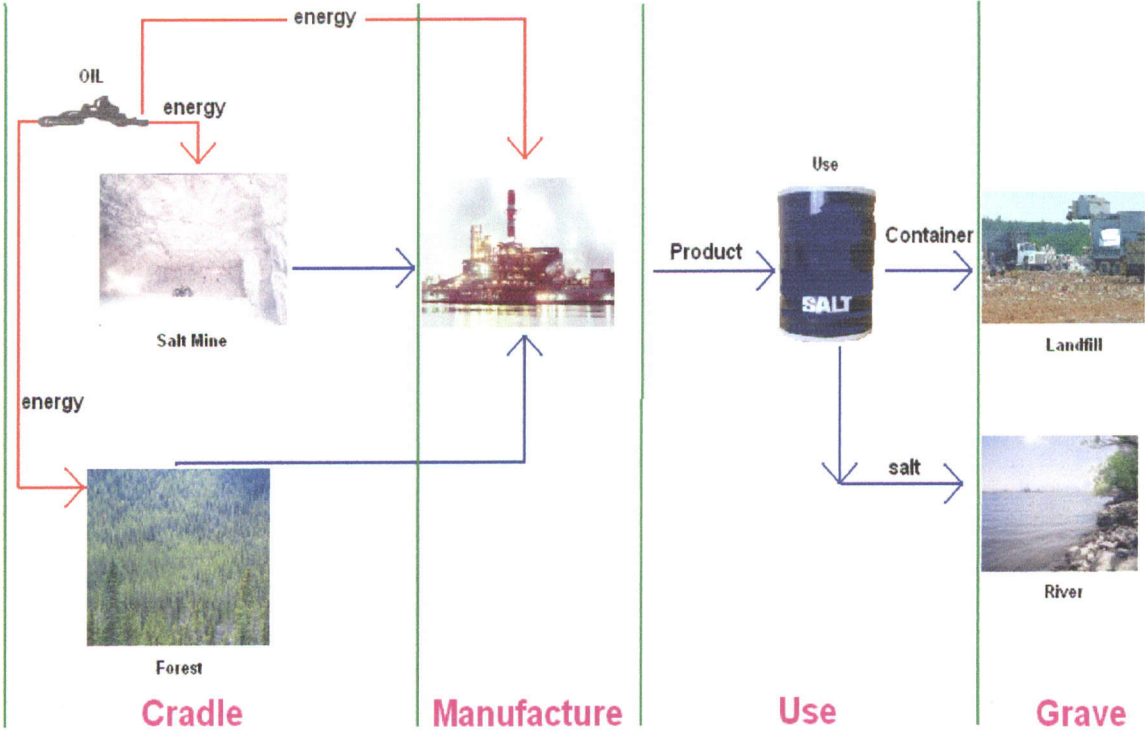 energy
OIL
energy
Use
Product
Container
SALT
Salt Mine
Landfill
energy
salt
River
Forest
Cradle
Manufacture
Use
Grave